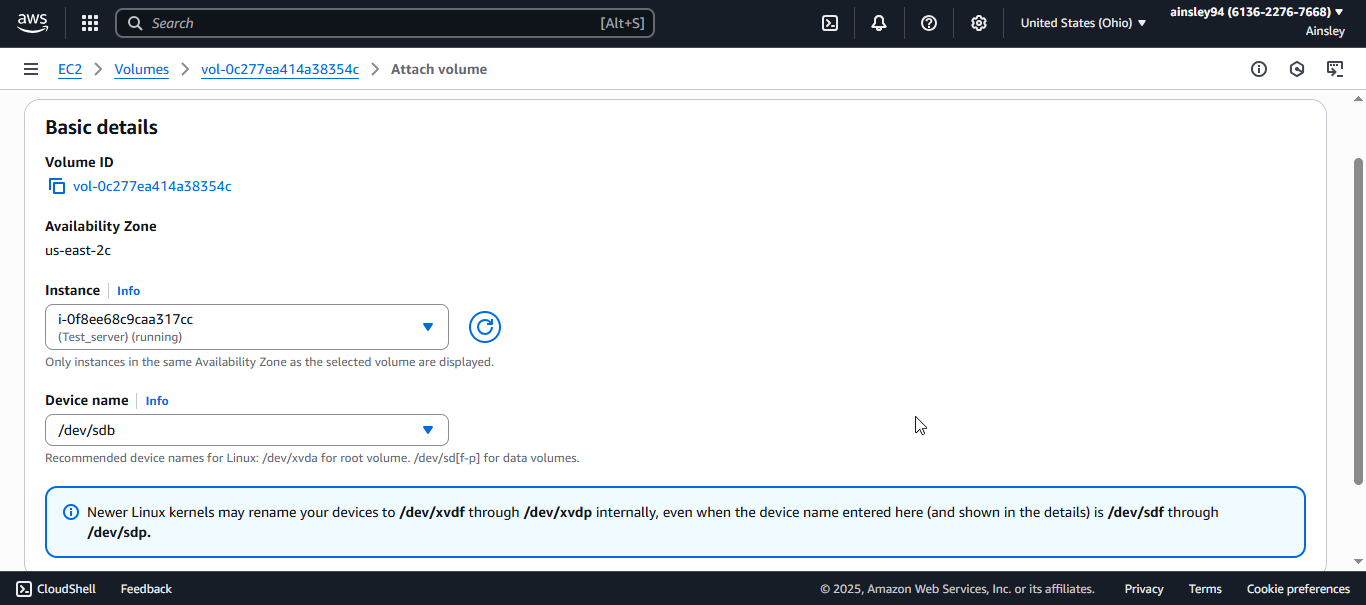 aws
Search [Alt+S]
United States (Ohio)
ainsley94 (6136-2276-7668)
Ainsley
EC2 Volumes vol-0c277ea414a38354c Attach volume
Basic details
Volume ID
vol-0c277ea414a38354c
Availability Zone
us-east-2c
Instance Info
i-0f8ee68c9caa317cc
(Test_server) (running)
Only instances in the same Availability Zone as the selected volume are displayed.
Device name Info
/dev/sdb
Recommended device names for Linux: /dev/xvda for root volume. /dev/sd[f-p] for data volumes.
Newer Linux kernels may rename your devices to /dev/xvdf through /dev/xvdp internally, even when the device name entered here (and shown in the details) is /dev/sdf through
/dev/sdp.
CloudShell Feedback © 2025, Amazon Web Services, Inc. or its affiliates. Privacy Terms Cookie preferences